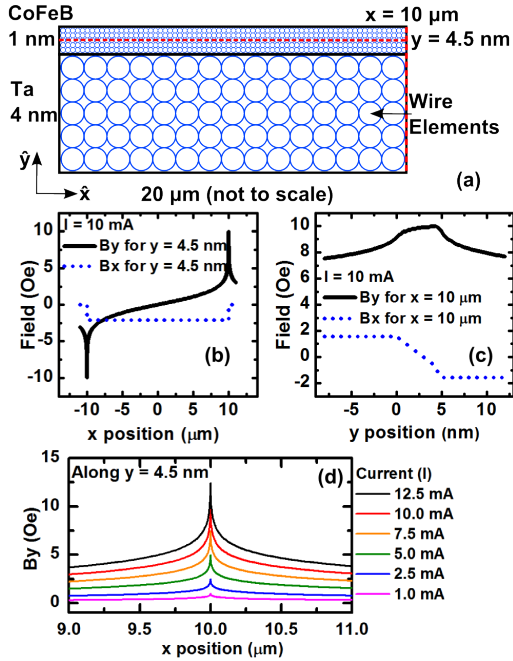 CoFeB
1 nm
x = 10 μm
y = 4.5 nm
Ta
4 nm
Wire
Elements
ŷ
x̂
20 μm (not to scale)
(a)
I = 10 mA
By for y = 4.5 nm
Bx for y = 4.5 nm
(b)
Field (Oe)
10
5
0
-5
-10
-10
-5
0
5
10
x position (μm)
I = 10 mA
By for x = 10 μm
Bx for x = 10 μm
(c)
Field (Oe)
10
8
6
4
2
0
-2
-5
0
5
10
y position (nm)
Along y = 4.5 nm
(d)
By (Oe)
15
10
5
0
9.0
9.5
10.0
10.5
11.0
x position (μm)
Current (I)
12.5 mA
10.0 mA
7.5 mA
5.0 mA
2.5 mA
1.0 mA